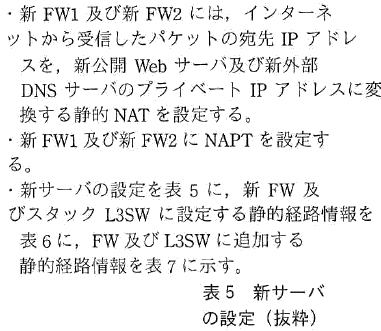 ・新 FW1 及び新 FW2 には，インターネ
ットから受信したパケットの宛先 IP アドレ
スを，新公開 Web サーバ及び新外部
DNS サーバのプライベート IP アドレスに変
換する静的 NAT を設定する。
・新 FW1 及び新 FW2 に NAPT を設定す
る。
・新サーバの設定を表 5 に，新 FW 及
びスタック L3SW に設定する静的経路情報を
表 6 に，FW 及び L3SW に追加する
静的経路情報を表 7 に示す。
表 5　新サーバ
の設定（抜粋）